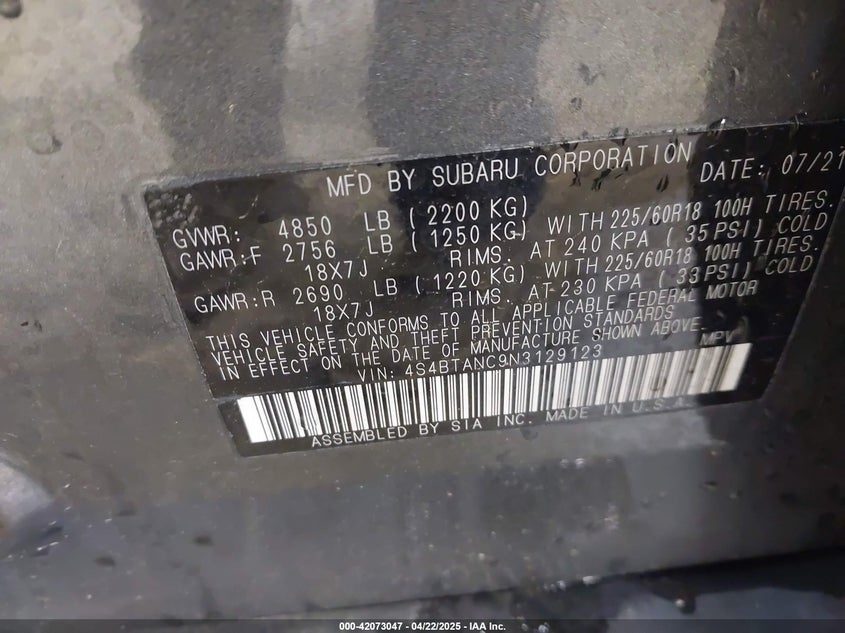 MFD BY SUBARU CORPORATION DATE: 07/21
GVWR: 4850 LB (2200 KG)
GAWR:F 2756 LB (1250 KG) WITH 225/60R18 100H TIRES.
18X7J RIMS. AT 240 KPA (35 PSI) COLD
GAWR:R 2690 LB (1220 KG) WITH 225/60R18 100H TIRES.
18X7J RIMS. AT 230 KPA (33 PSI) COLD
THIS VEHICLE CONFORMS TO ALL APPLICABLE FEDERAL MOTOR
VEHICLE SAFETY AND THEFT PREVENTION STANDARDS
IN EFFECT ON THE DATE OF MANUFACTURE SHOWN ABOVE.
VIN: 4S4BTANC9N3129123 MPV
ASSEMBLED BY SIA INC. MADE IN U.S.A.
000-42073047 - 04/22/2025 - IAA Inc.